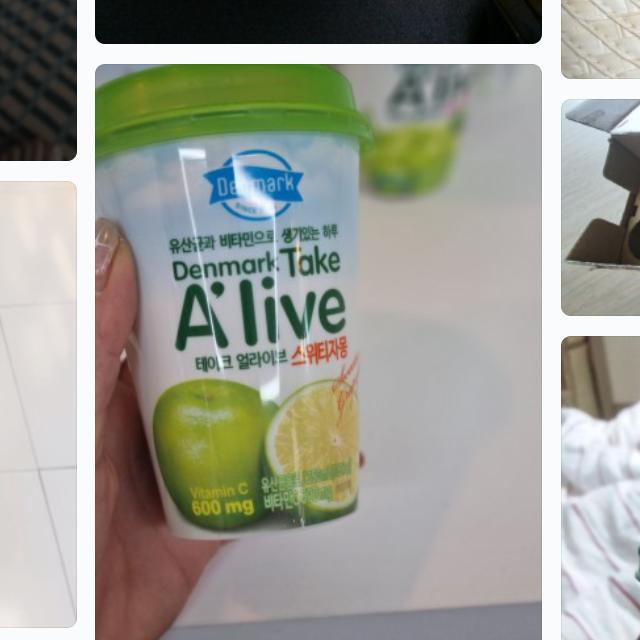 Denmark
유산균과 비타민으로 생기있는 하루
Denmark Take
A'live
테이크 얼라이브 스위티자몽
Vitamin C
600 mg